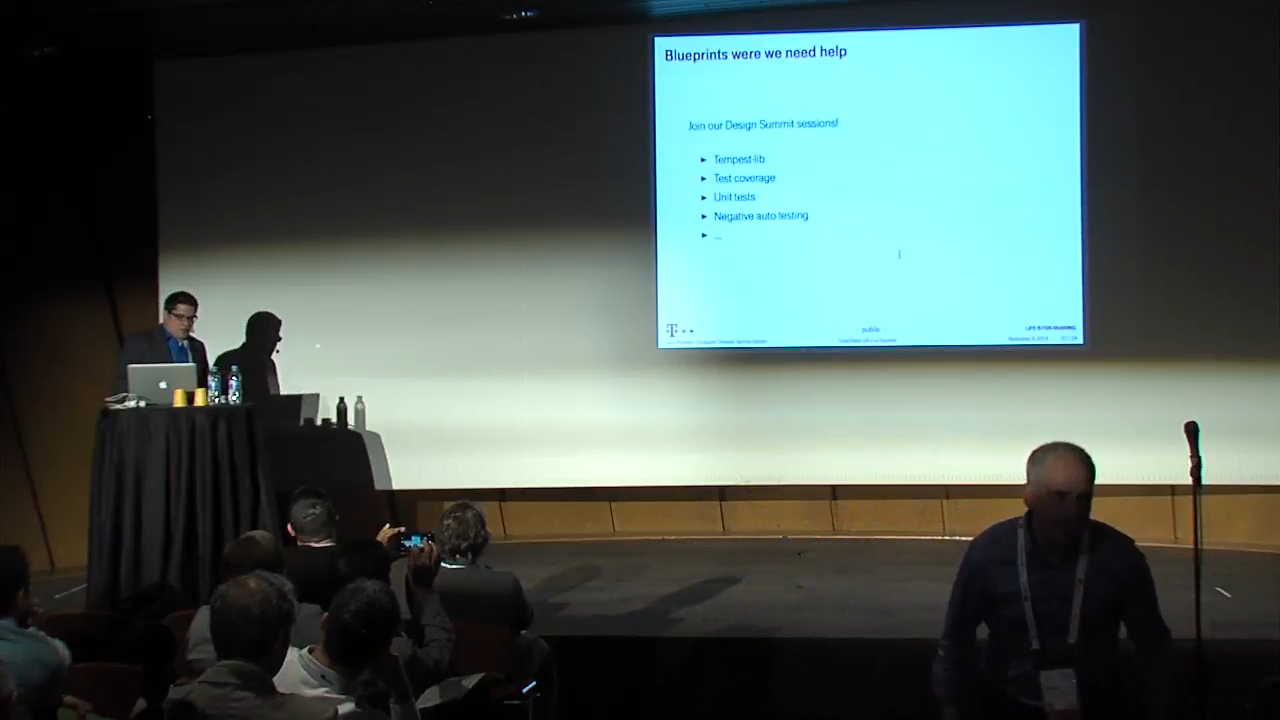 Blueprints were we need help
Join our Design Summit sessions!
► Tempest-lib
► Test coverage
► Unit tests
► Negative auto testing
► ...
T
- public -
LIFE IS FOR SHARING.